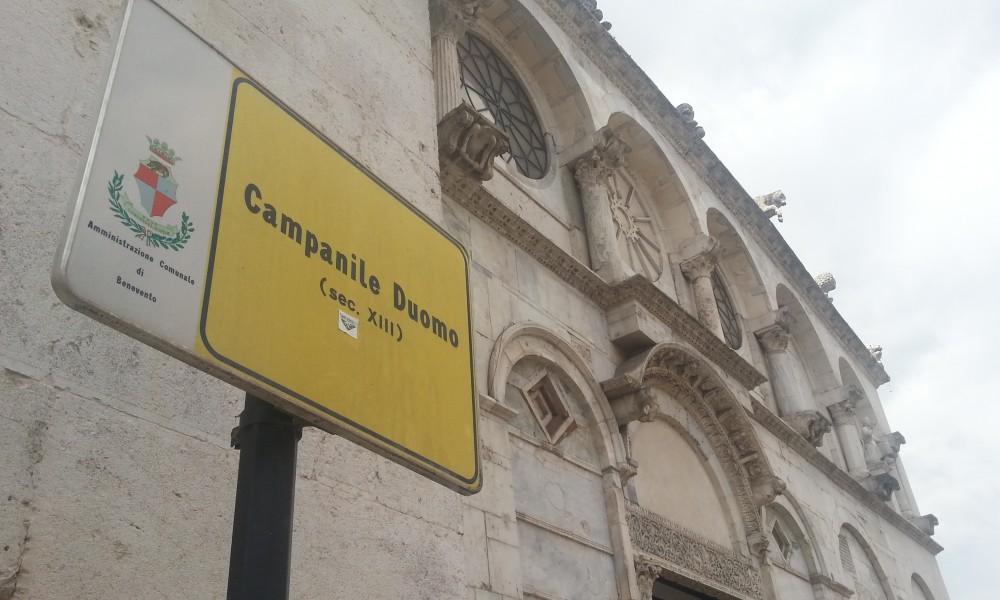 Amministrazione Comunale
di
Benevento
Campanile Duomo
(sec. XIII)